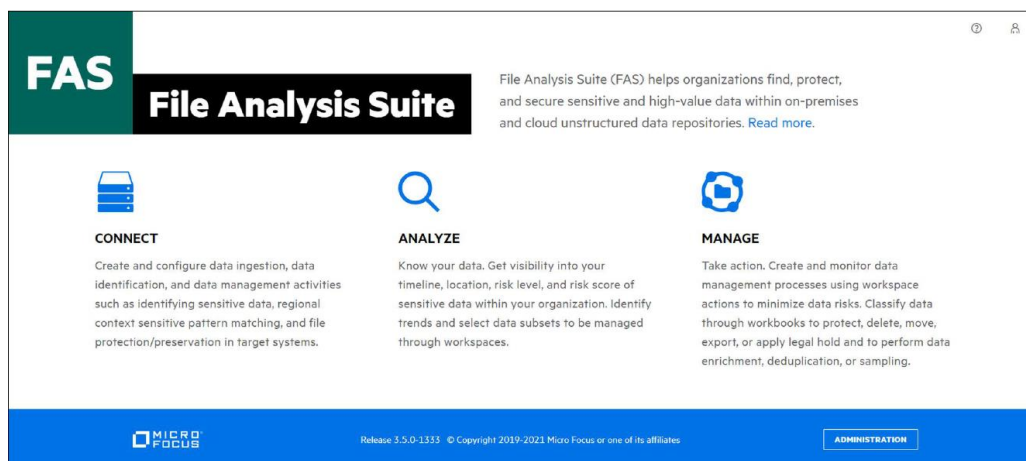 FAS
File Analysis Suite
File Analysis Suite (FAS) helps organizations find, protect,
and secure sensitive and high-value data within on-premises
and cloud unstructured data repositories. Read more.
CONNECT
Create and configure data ingestion, data
identification, and data management activities
such as identifying sensitive data, regional
context sensitive pattern matching, and file
protection/preservation in target systems.
ANALYZE
Know your data. Get visibility into your
timeline, location, risk level, and risk score of
sensitive data within your organization. Identify
trends and select data subsets to be managed
through workspaces.
MANAGE
Take action. Create and monitor data
management processes using workspace
actions to minimize data risks. Classify data
through workbooks to protect, delete, move,
export, or apply legal hold and to perform data
enrichment, deduplication, or sampling.
MICRO
FOCUS
Release 3.5.0-1333 © Copyright 2019-2021 Micro Focus or one of its affiliates
ADMINISTRATION